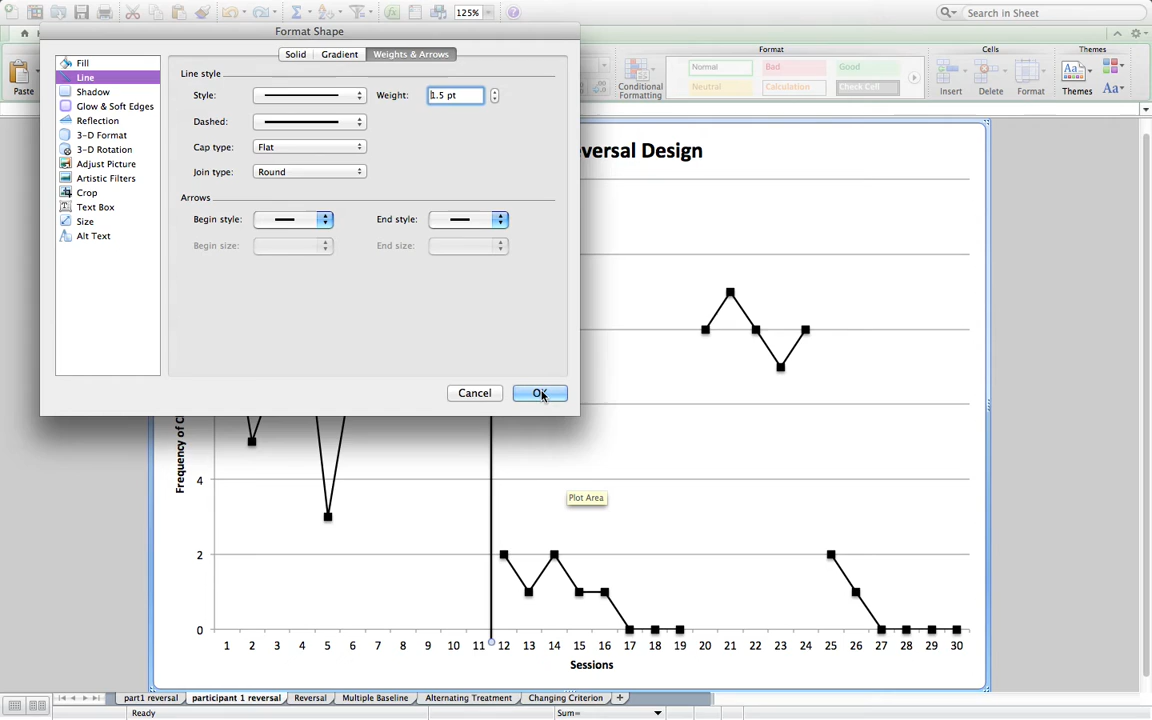 125%
Search in Sheet
Format Shape
Format
Cells
Themes
Paste
Conditional
Formatting
Normal
Bad
Good
Neutral
Calculation
Check Cell
Insert
Delete
Format
Themes
Aa
Solid
Gradient
Weights & Arrows
Fill
Line
Shadow
Glow & Soft Edges
Reflection
3-D Format
3-D Rotation
Adjust Picture
Artistic Filters
Crop
Text Box
Size
Alt Text
Line style
Style:
Weight:
1.5 pt
Dashed:
Cap type:
Flat
Join type:
Round
Arrows
Begin style:
End style:
Begin size:
End size:
Cancel
OK
eversal Design
Frequency of C
4
2
0
Plot Area
1 2 3 4 5 6 7 8 9 10 11 12 13 14 15 16 17 18 19 20 21 22 23 24 25 26 27 28 29 30
Sessions
part1 reversal
participant 1 reversal
Reversal
Multiple Baseline
Alternating Treatment
Changing Criterion
Ready
Sum=